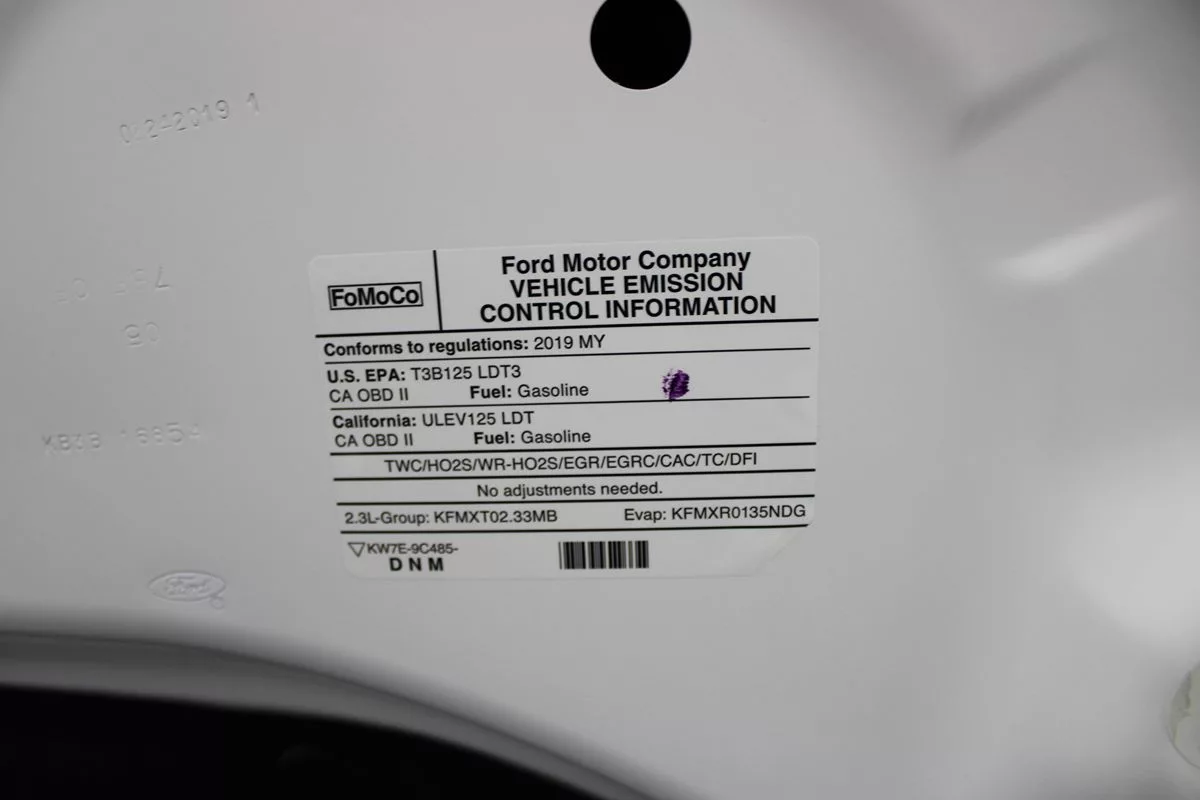 FoMoCo
Ford Motor Company
VEHICLE EMISSION
CONTROL INFORMATION
Conforms to regulations: 2019 MY
U.S. EPA: T3B125 LDT3
CA OBD II Fuel: Gasoline
California: ULEV125 LDT
CA OBD II Fuel: Gasoline
TWC/HO2S/WR-HO2S/EGR/EGRC/CAC/TC/DFI
No adjustments needed.
2.3L-Group: KFMXT02.33MB Evap: KFMXR0135NDG
KW7E-9C485-
DNM
Ford